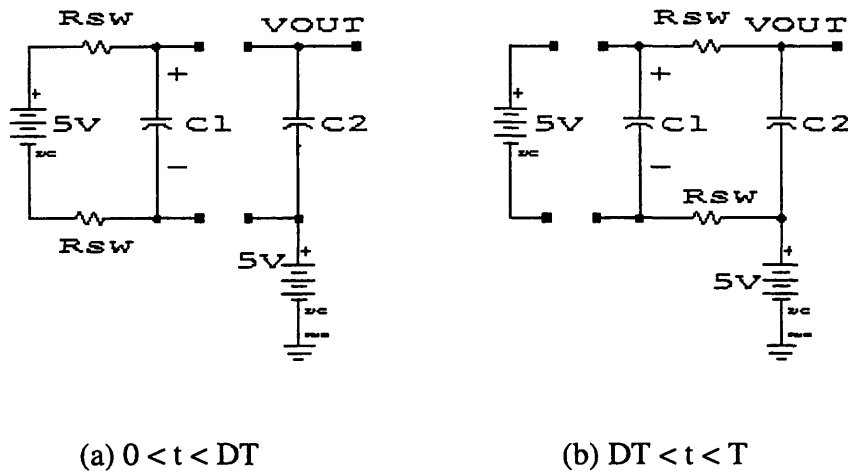 Rsw
VOUT
+
+
5V
C1
C2
−
Rsw
+
5V
Rsw
VOUT
+
+
5V
C1
C2
−
Rsw
+
5V
(a) 0 < t < DT
(b) DT < t < T